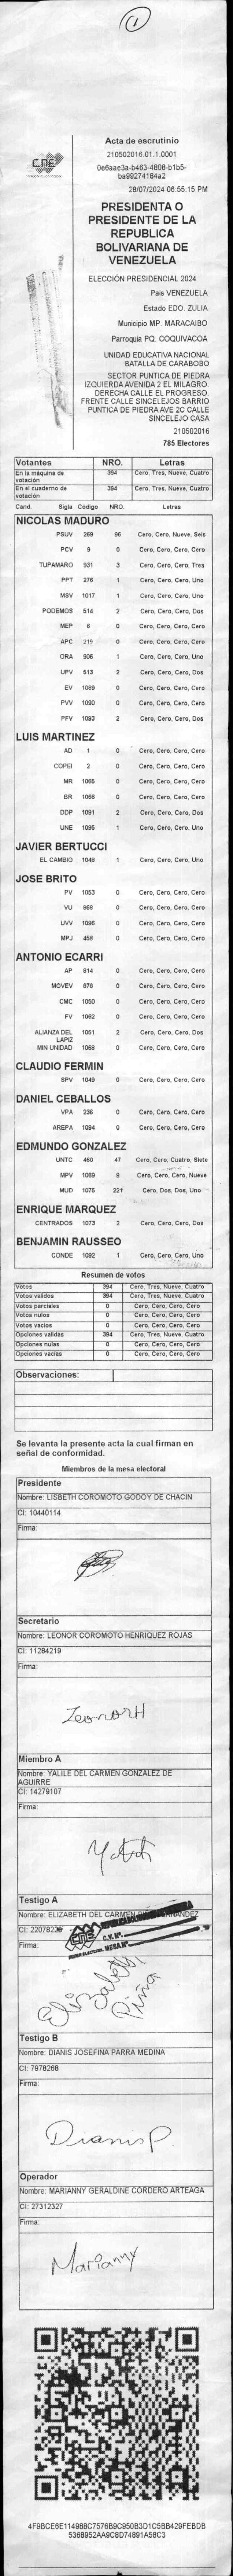 1
CNE
Acta de escrutinio
210502016.01.1.0001
0e6aae3a-b463-4808-b1b5-
ba99274184a2
28/07/2024 06:55:15 PM
PRESIDENTA O
PRESIDENTE DE LA
REPUBLICA
BOLIVARIANA DE
VENEZUELA
ELECCIÓN PRESIDENCIAL 2024
Pais VENEZUELA
Estado EDO. ZULIA
Municipio MP. MARACAIBO
Parroquia PQ. COQUIVACOA
UNIDAD EDUCATIVA NACIONAL
BATALLA DE CARABOBO
SECTOR PUNTICA DE PIEDRA
IZQUIERDA AVENIDA 2 EL MILAGRO.
DERECHA CALLE EL PROGRESO.
FRENTE CALLE SINCELEJOS BARRIO
PUNTICA DE PIEDRA AVE 2C CALLE
SINCELEJO CASA
210502016
785 Electores
Votantes NRO. Letras
En la máquina de votación 394 Cero, Tres, Nueve, Cuatro
En el cuaderno de votación 394 Cero, Tres, Nueve, Cuatro
Cand. Sigla Código NRO. Letras
NICOLAS MADURO
PSUV 269 96 Cero, Cero, Nueve, Seis
PCV 9 0 Cero, Cero, Cero, Cero
TUPAMARO 931 3 Cero, Cero, Cero, Tres
PPT 276 1 Cero, Cero, Cero, Uno
MSV 1017 1 Cero, Cero, Cero, Uno
PODEMOS 514 2 Cero, Cero, Cero, Dos
MEP 6 0 Cero, Cero, Cero, Cero
APC 219 0 Cero, Cero, Cero, Cero
ORA 906 1 Cero, Cero, Cero, Uno
UPV 513 2 Cero, Cero, Cero, Dos
EV 1089 0 Cero, Cero, Cero, Cero
PVV 1090 0 Cero, Cero, Cero, Cero
PFV 1093 2 Cero, Cero, Cero, Dos
LUIS MARTINEZ
AD 1 0 Cero, Cero, Cero, Cero
COPEI 2 0 Cero, Cero, Cero, Cero
MR 1065 0 Cero, Cero, Cero, Cero
BR 1066 0 Cero, Cero, Cero, Cero
DDP 1091 2 Cero, Cero, Cero, Dos
UNE 1095 1 Cero, Cero, Cero, Uno
JAVIER BERTUCCI
EL CAMBIO 1048 1 Cero, Cero, Cero, Uno
JOSE BRITO
PV 1053 0 Cero, Cero, Cero, Cero
VU 868 0 Cero, Cero, Cero, Cero
UVV 1096 0 Cero, Cero, Cero, Cero
MPJ 458 0 Cero, Cero, Cero, Cero
ANTONIO ECARRI
AP 814 0 Cero, Cero, Cero, Cero
MOVEV 878 0 Cero, Cero, Cero, Cero
CMC 1050 0 Cero, Cero, Cero, Cero
FV 1062 0 Cero, Cero, Cero, Cero
ALIANZA DEL LAPIZ 1051 2 Cero, Cero, Cero, Dos
MIN UNIDAD 1068 0 Cero, Cero, Cero, Cero
CLAUDIO FERMIN
SPV 1049 0 Cero, Cero, Cero, Cero
DANIEL CEBALLOS
VPA 236 0 Cero, Cero, Cero, Cero
AREPA 1094 0 Cero, Cero, Cero, Cero
EDMUNDO GONZALEZ
UNTC 460 47 Cero, Cero, Cuatro, Siete
MPV 1069 9 Cero, Cero, Cero, Nueve
MUD 1075 221 Cero, Dos, Dos, Uno
ENRIQUE MARQUEZ
CENTRADOS 1073 2 Cero, Cero, Cero, Dos
BENJAMIN RAUSSEO
CONDE 1092 1 Cero, Cero, Cero, Uno
Resumen de votos
Votos 394 Cero, Tres, Nueve, Cuatro
Votos validos 394 Cero, Tres, Nueve, Cuatro
Votos parciales 0 Cero, Cero, Cero, Cero
Votos nulos 0 Cero, Cero, Cero, Cero
Votos vacios 0 Cero, Cero, Cero, Cero
Opciones validas 394 Cero, Tres, Nueve, Cuatro
Opciones nulas 0 Cero, Cero, Cero, Cero
Opciones vacias 0 Cero, Cero, Cero, Cero
Observaciones:
Se levanta la presente acta la cual firman en
señal de conformidad.
Miembros de la mesa electoral
Presidente
Nombre: LISBETH COROMOTO GODOY DE CHACIN
CI: 10440114
Firma:
Secretario
Nombre: LEONOR COROMOTO HENRIQUEZ ROJAS
CI: 11284219
Firma:
Leonor H
Miembro A
Nombre: YALILE DEL CARMEN GONZALEZ DE
AGUIRRE
CI: 14279107
Firma:
Testigo A
Nombre: ELIZABETH DEL CARMEN
CI:
Firma:
CNE
C.V. Nº.
MESA Nº
Elizabeth
Piña
Testigo B
Nombre: DIANIS JOSEFINA PARRA MEDINA
CI: 7978268
Firma:
Dianis P
Operador
Nombre: MARIANNY GERALDINE CORDERO ARTEAGA
CI: 27312327
Firma:
Marianny
4F9BCE6E114988C7576B9C950B3D1C5BB429FEBDB
5368952AA9C8D74891A58C3